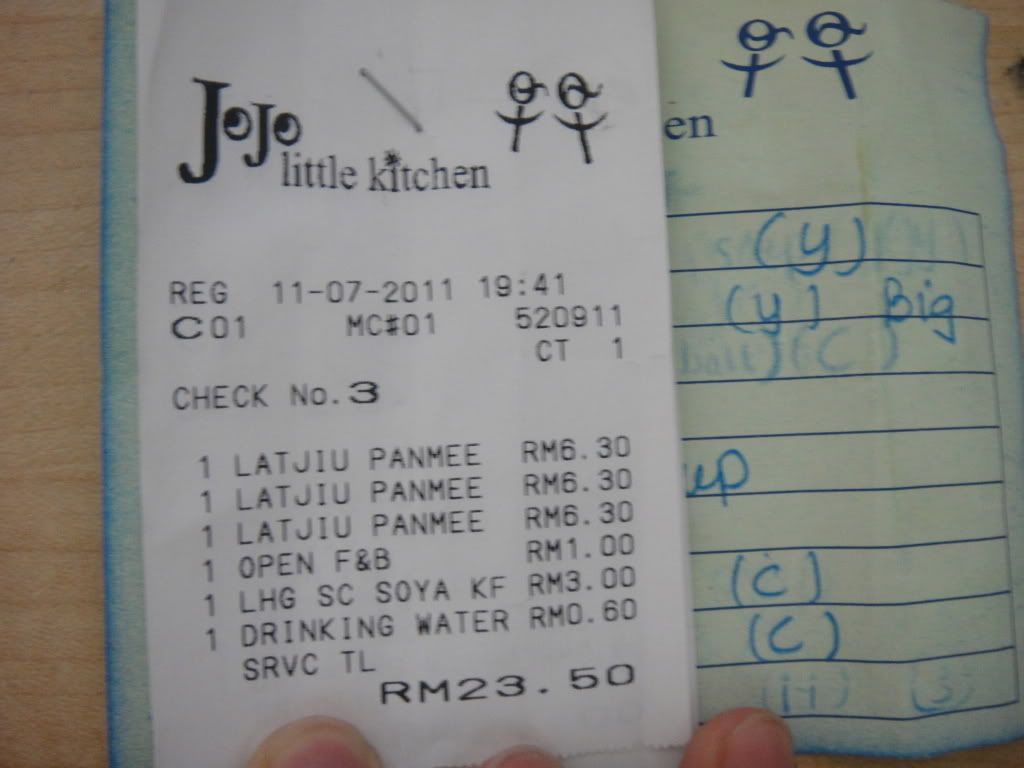 JoJo
little kitchen
REG 11-07-2011 19:41
C01 MC#01 520911
CT 1
CHECK No.3
1 LATJIU PANMEE RM6.30
1 LATJIU PANMEE RM6.30
1 LATJIU PANMEE RM6.30
1 OPEN F&B RM1.00
1 LHG SC SOYA KF RM3.00
1 DRINKING WATER RM0.60
SRVC TL
RM23.50
en
(y)
(y) Big
ball) (C)
up
(c)
(c)